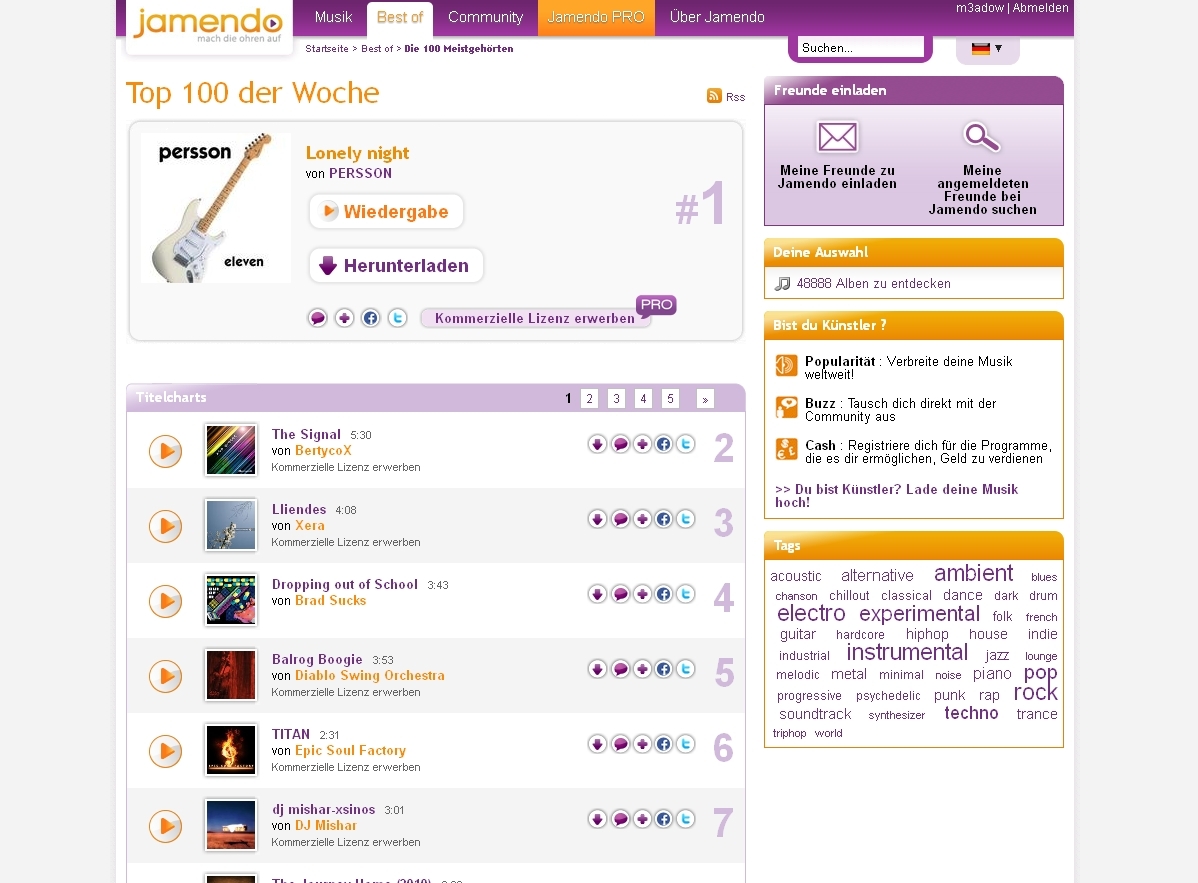 jamendo
mach die ohren auf
Musik
Best of
Community
Jamendo PRO
Über Jamendo
m3adow | Abmelden
Startseite > Best of > Die 100 Meistgehörten
Suchen...
Top 100 der Woche
Rss
persson
eleven
Lonely night
von PERSSON
Wiedergabe
Herunterladen
#1
Kommerzielle Lizenz erwerben
PRO
Titelcharts
1 2 3 4 5 »
The Signal 5:30
von BertycoX
Kommerzielle Lizenz erwerben
2
Lliendes 4:08
von Xera
Kommerzielle Lizenz erwerben
3
Dropping out of School 3:43
von Brad Sucks
4
Balrog Boogie 3:53
von Diablo Swing Orchestra
Kommerzielle Lizenz erwerben
5
TITAN 2:31
von Epic Soul Factory
Kommerzielle Lizenz erwerben
6
dj mishar-xsinos 3:01
von DJ Mishar
Kommerzielle Lizenz erwerben
7
The Journey Home (2010)
Freunde einladen
Meine Freunde zu
Jamendo einladen
Meine
angemeldeten
Freunde bei
Jamendo suchen
Deine Auswahl
48888 Alben zu entdecken
Bist du Künstler ?
Popularität : Verbreite deine Musik
weltweit!
Buzz : Tausch dich direkt mit der
Community aus
Cash : Registriere dich für die Programme,
die es dir ermöglichen, Geld zu verdienen
>> Du bist Künstler? Lade deine Musik
hoch!
Tags
acoustic alternative ambient blues
chanson chillout classical dance dark drum
electro experimental folk french
guitar hardcore hiphop house indie
industrial instrumental jazz lounge
melodic metal minimal noise piano pop
progressive psychedelic punk rap rock
soundtrack synthesizer techno trance
triphop world